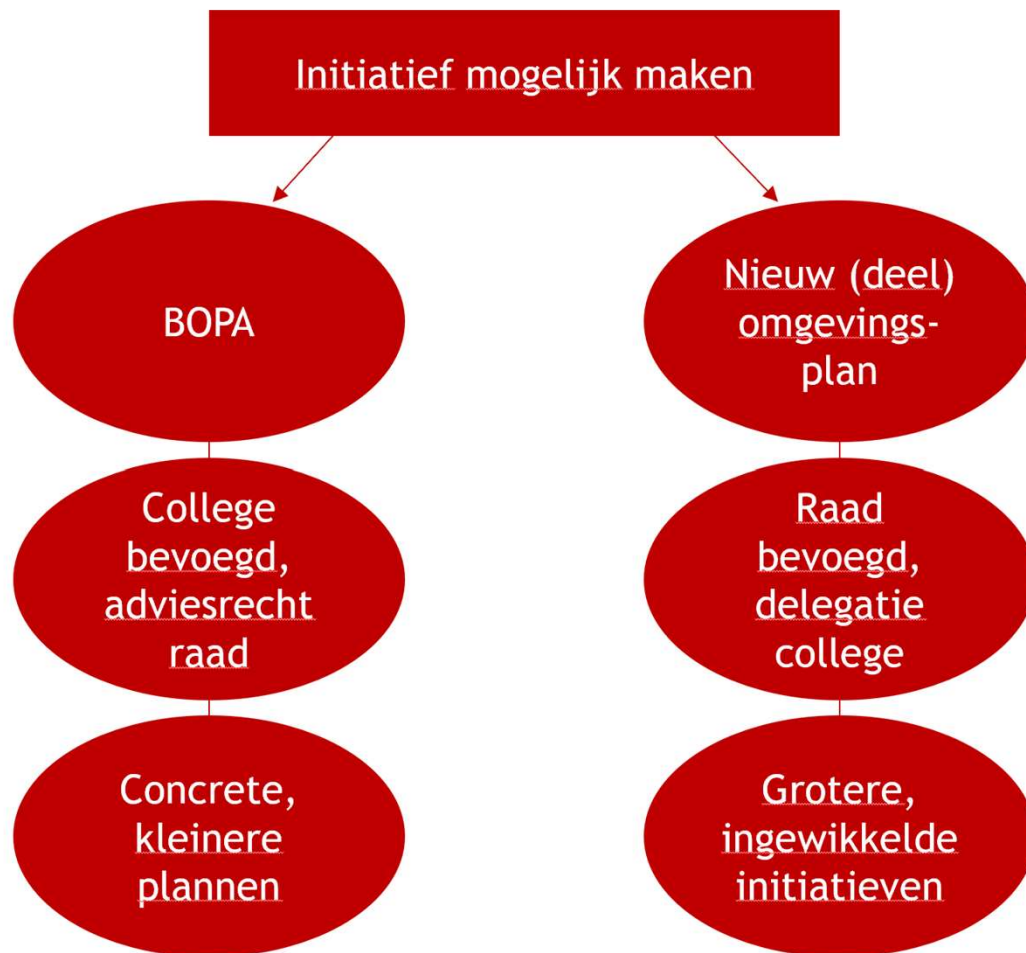 Initiatief mogelijk maken
BOPA
College
bevoegd,
adviesrecht
raad
Concrete,
kleinere
plannen
Nieuw (deel)
omgevings-
plan
Raad
bevoegd,
delegatie
college
Grotere,
ingewikkelde
initiatieven